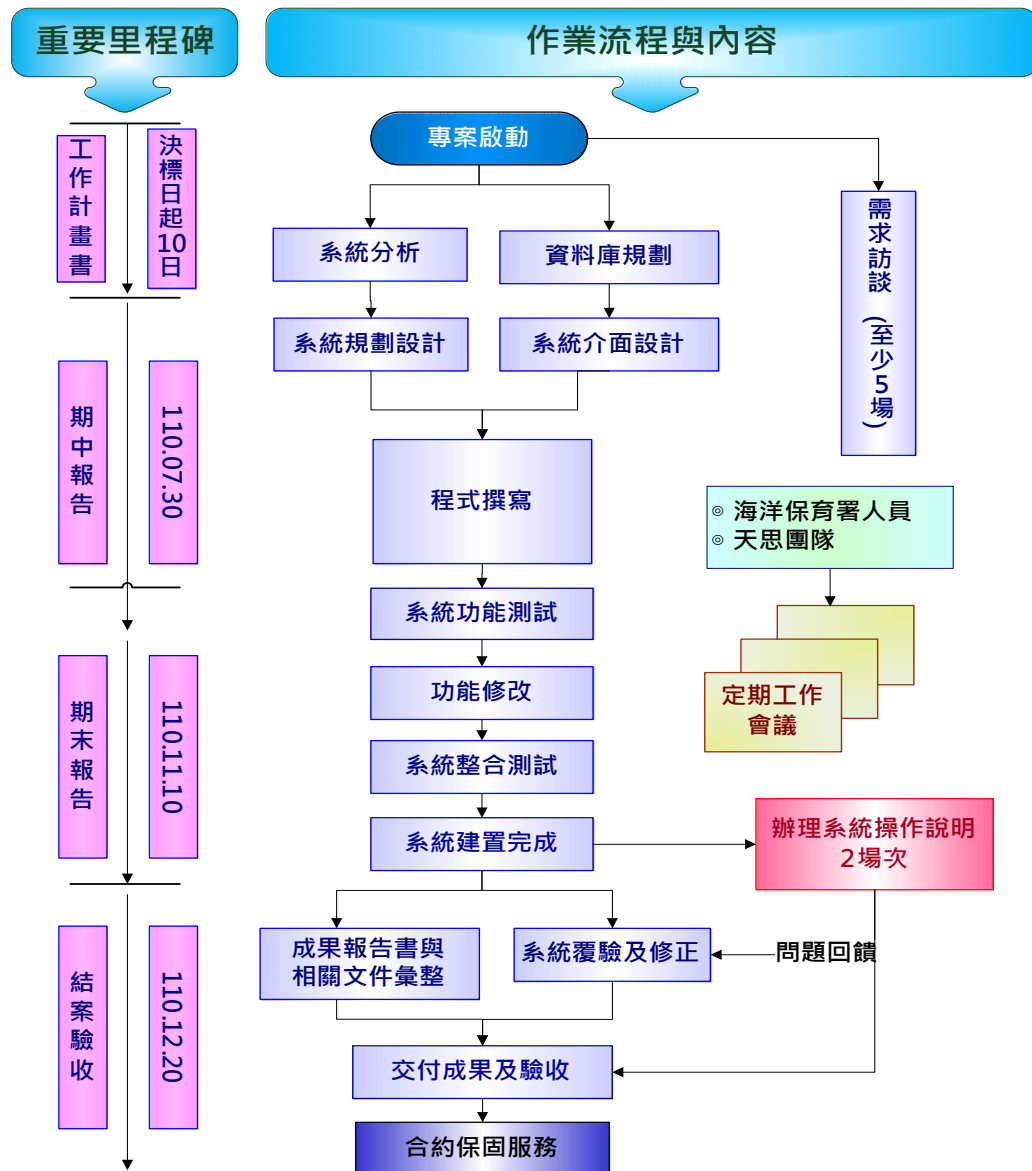 重要里程碑
作業流程與內容
工作計畫書
決標日起10日
期中報告
110.07.30
期末報告
110.11.10
結案驗收
110.12.20
專案啟動
系統分析
資料庫規劃
系統規劃設計
系統介面設計
需求訪談 (至少5場)
程式撰寫
◎ 海洋保育署人員
◎ 天思團隊
系統功能測試
功能修改
定期工作
會議
系統整合測試
系統建置完成
辦理系統操作說明
2場次
成果報告書與
相關文件彙整
系統覆驗及修正
問題回饋
交付成果及驗收
合約保固服務